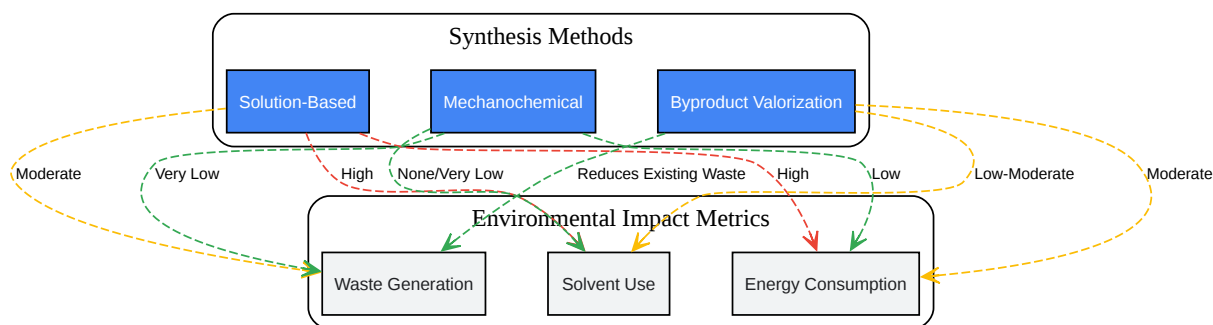 Synthesis Methods
Solution-Based
Mechanochemical
Byproduct Valorization
Moderate
Very Low
High
None/Very Low
Reduces Existing Waste
High
Low
Low-Moderate
Moderate
Environmental Impact Metrics
Waste Generation
Solvent Use
Energy Consumption